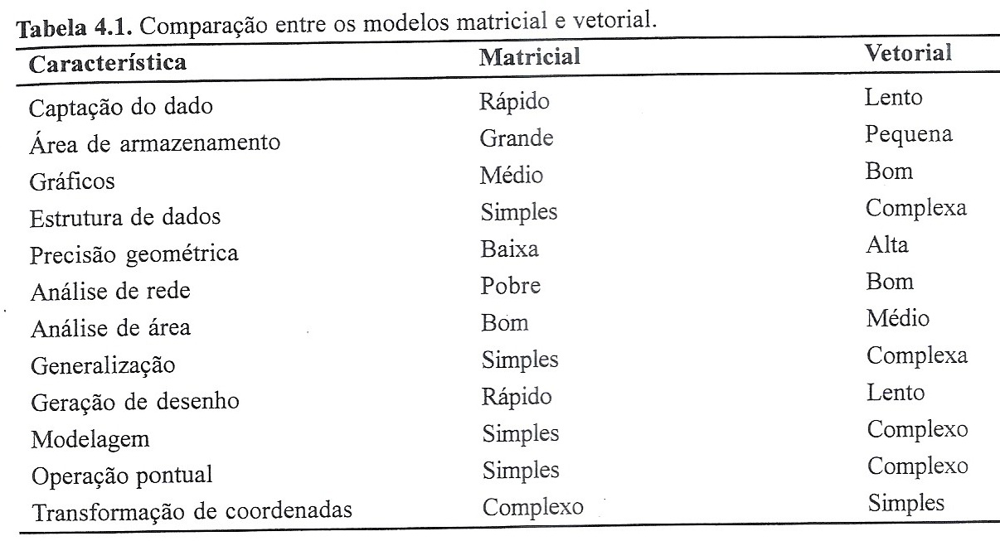 Tabela 4.1. Comparação entre os modelos matricial e vetorial.
Característica Matricial Vetorial
Captação do dado Rápido Lento
Área de armazenamento Grande Pequena
Gráficos Médio Bom
Estrutura de dados Simples Complexa
Precisão geométrica Baixa Alta
Análise de rede Pobre Bom
Análise de área Bom Médio
Generalização Simples Complexa
Geração de desenho Rápido Lento
Modelagem Simples Complexo
Operação pontual Simples Complexo
Transformação de coordenadas Complexo Simples